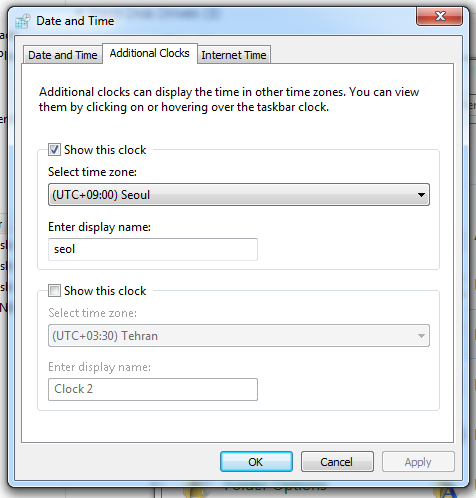 Date and Time
Date and Time
Additional Clocks
Internet Time
Additional clocks can display the time in other time zones. You can view
them by clicking on or hovering over the taskbar clock.
Show this clock
Select time zone:
(UTC+09:00) Seoul
Enter display name:
seol
Show this clock
Select time zone:
(UTC+03:30) Tehran
Enter display name:
Clock 2
OK
Cancel
Apply
Folder Options